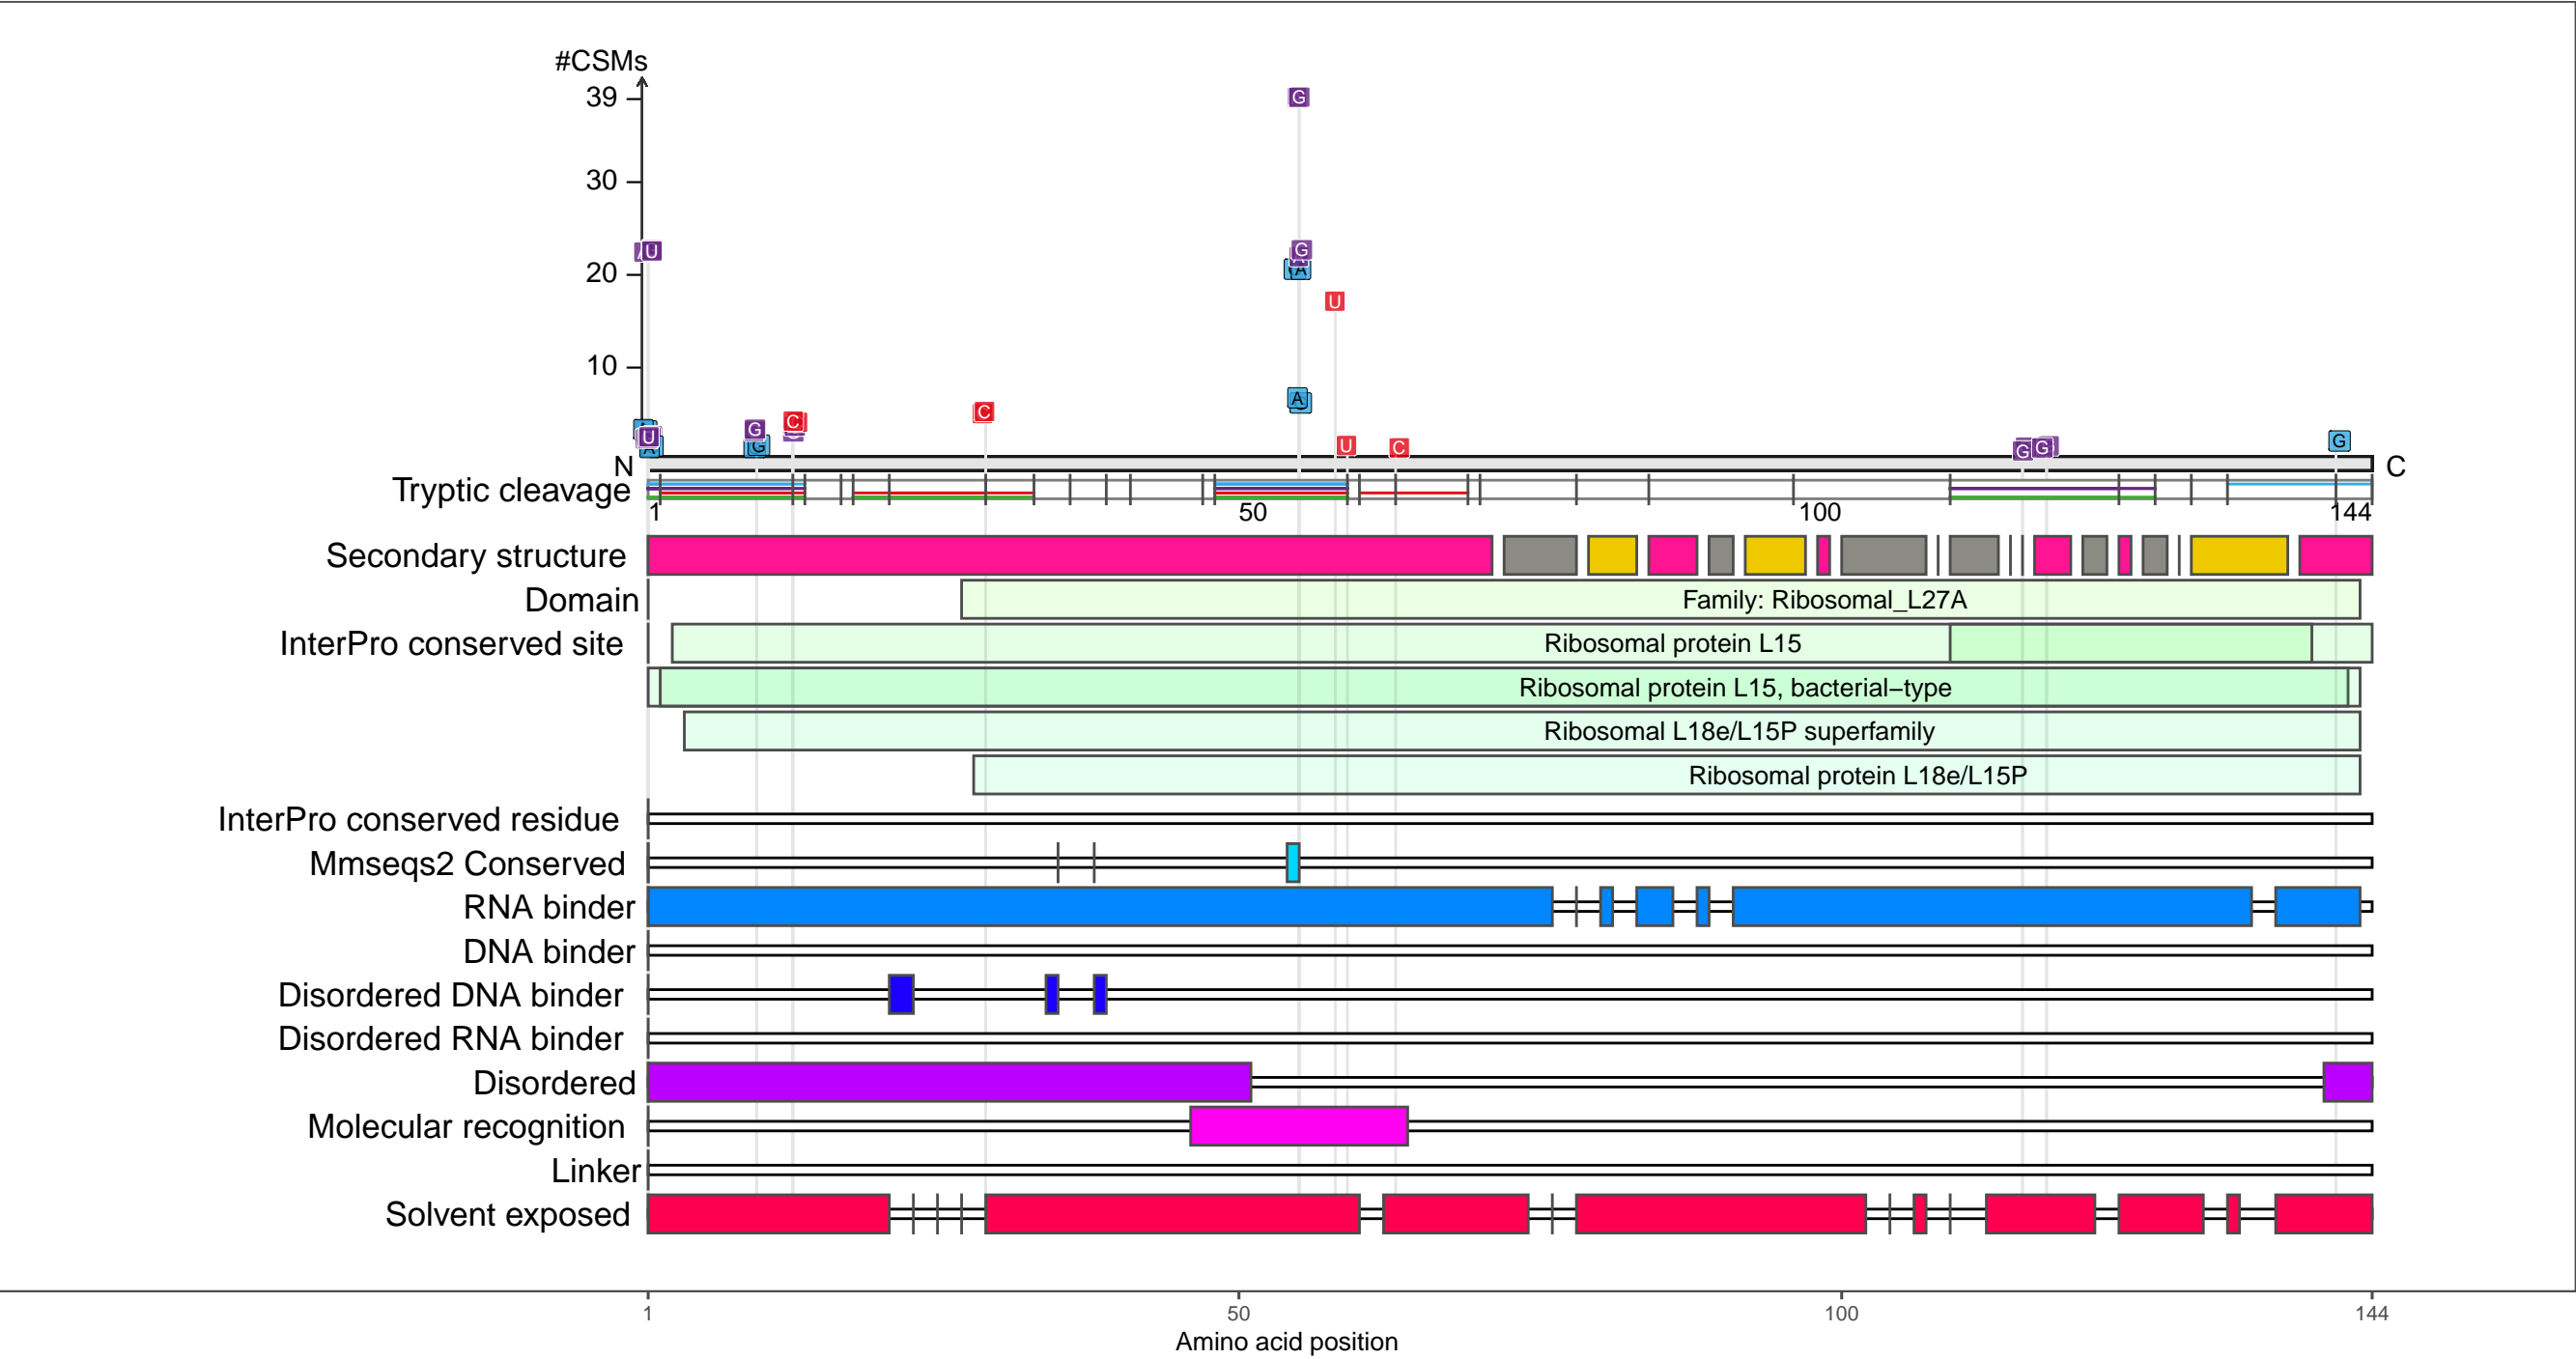 #CSMs
39
G
30
G
U
20
A
U
10
A
C
G
C
U
U
A
G
C
G
G
G
N
C
Tryptic cleavage
1
50
100
144
Secondary structure
Domain
Family: Ribosomal_L27A
InterPro conserved site
Ribosomal protein L15
Ribosomal protein L15, bacterial−type
Ribosomal L18e/L15P superfamily
Ribosomal protein L18e/L15P
InterPro conserved residue
Mmseqs2 Conserved
RNA binder
DNA binder
Disordered DNA binder
Disordered RNA binder
Disordered
Molecular recognition
Linker
Solvent exposed
1
50
100
144
Amino acid position